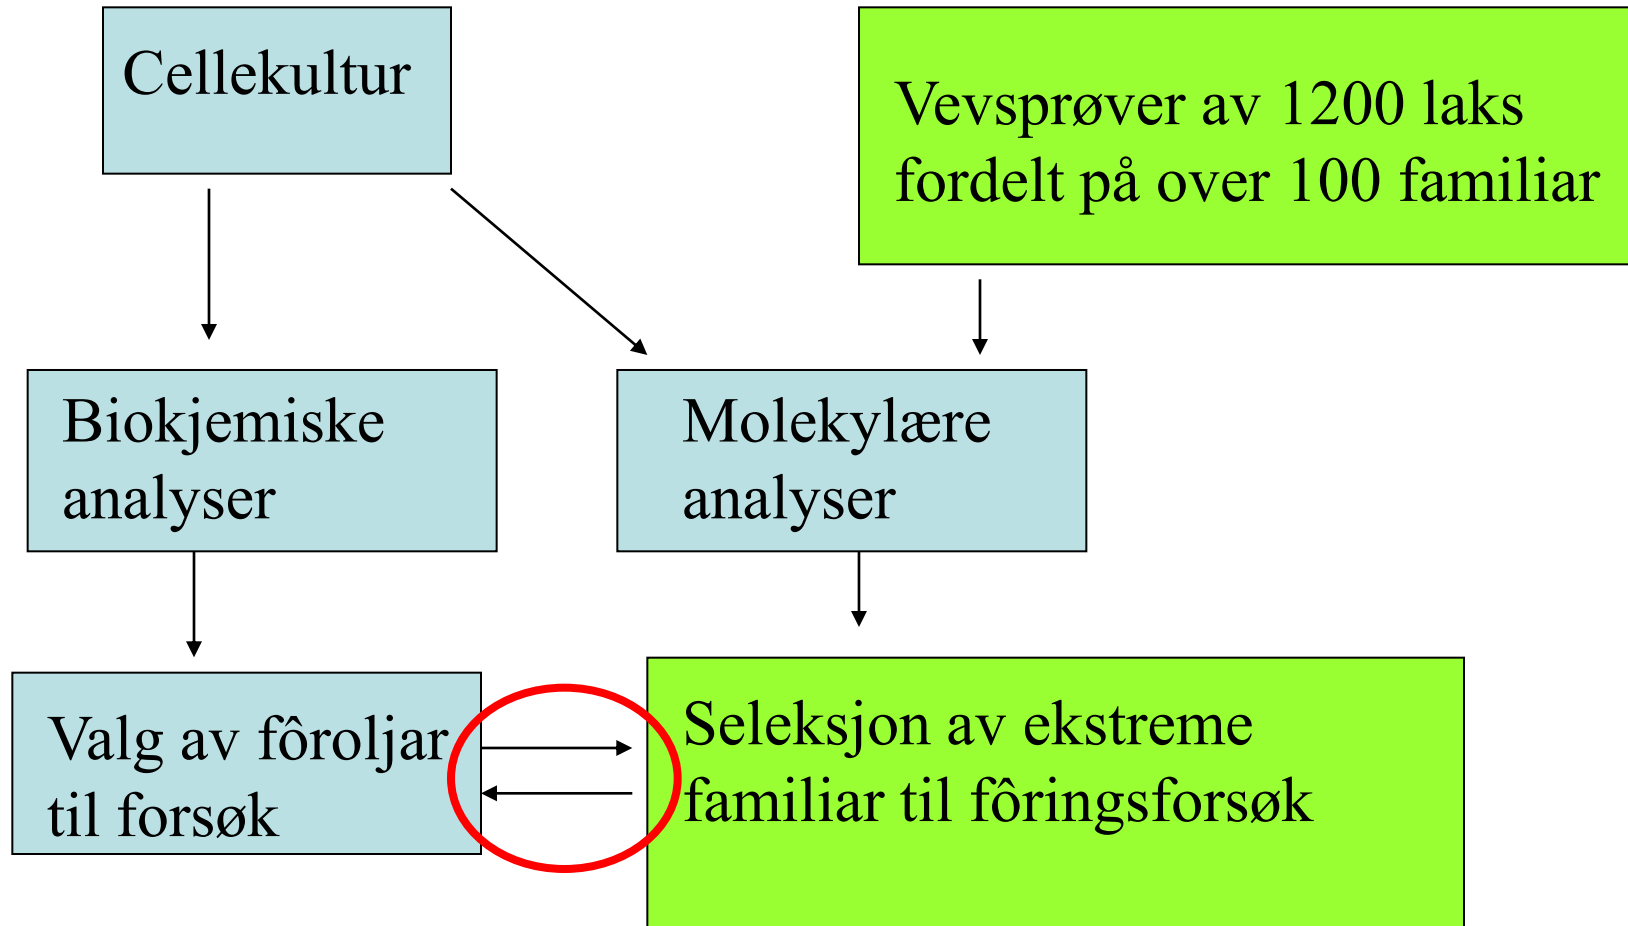 Cellekultur
Vevsprøver av 1200 laks
fordelt på over 100 familiar
Biokjemiske
analyser
Molekylære
analyser
Valg av fôroljar
til forsøk
Seleksjon av ekstreme
familiar til fôringsforsøk